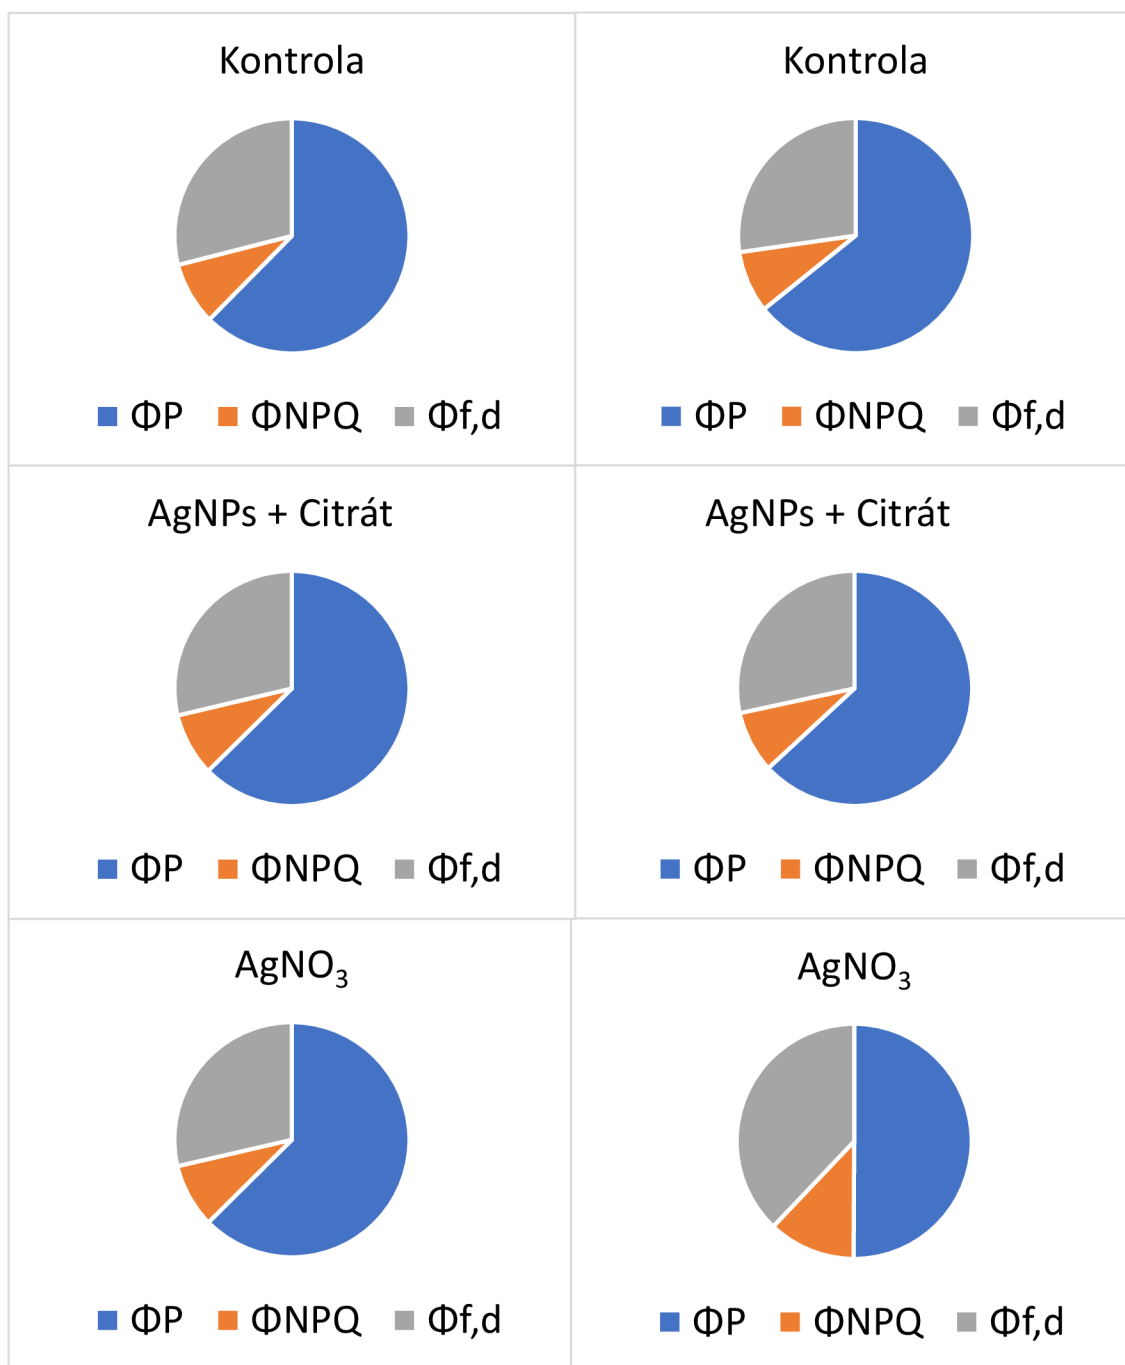 Kontrola
ΦP ΦNPQ Φf,d
Kontrola
ΦP ΦNPQ Φf,d
AgNPs + Citrát
ΦP ΦNPQ Φf,d
AgNPs + Citrát
ΦP ΦNPQ Φf,d
AgNO₃
ΦP ΦNPQ Φf,d
AgNO₃
ΦP ΦNPQ Φf,d